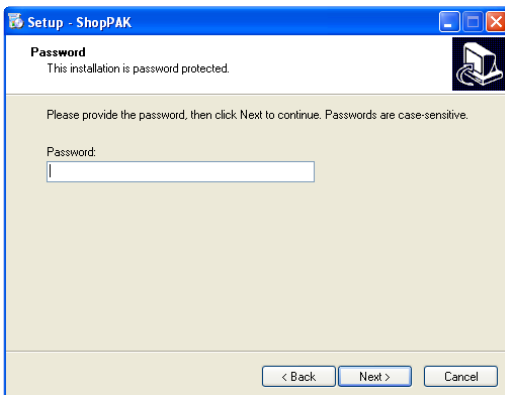 Setup - ShopPAK
Password
This installation is password protected.
Please provide the password, then click Next to continue. Passwords are case-sensitive.
Password:
< Back Next > Cancel